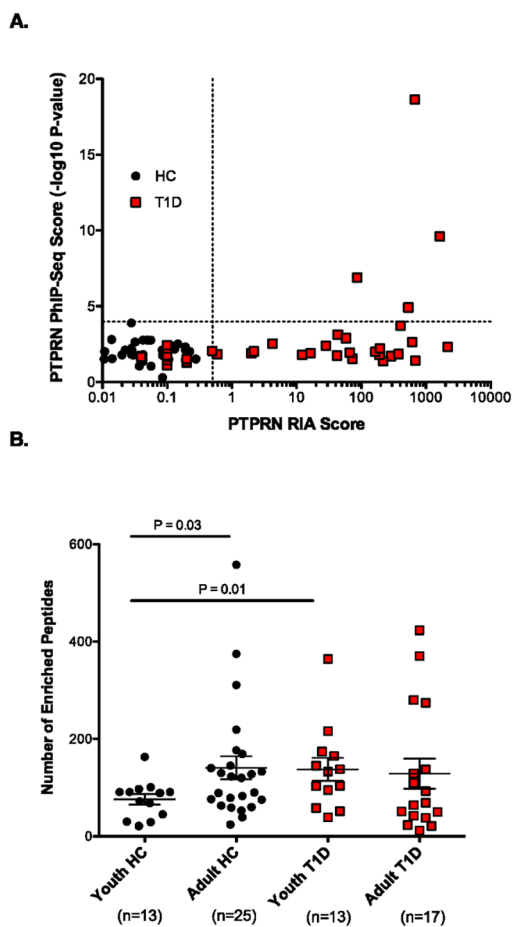 A.
PTPRN PhIP-Seq Score (-log10 P-value)
20
15
10
5
0
HC
T1D
0.01 0.1 1 10 100 1000 10000
PTPRN RIA Score
B.
P = 0.03
P = 0.01
Number of Enriched Peptides
600
400
200
0
Youth HC Adult HC Youth T1D Adult T1D
(n=13) (n=25) (n=13) (n=17)